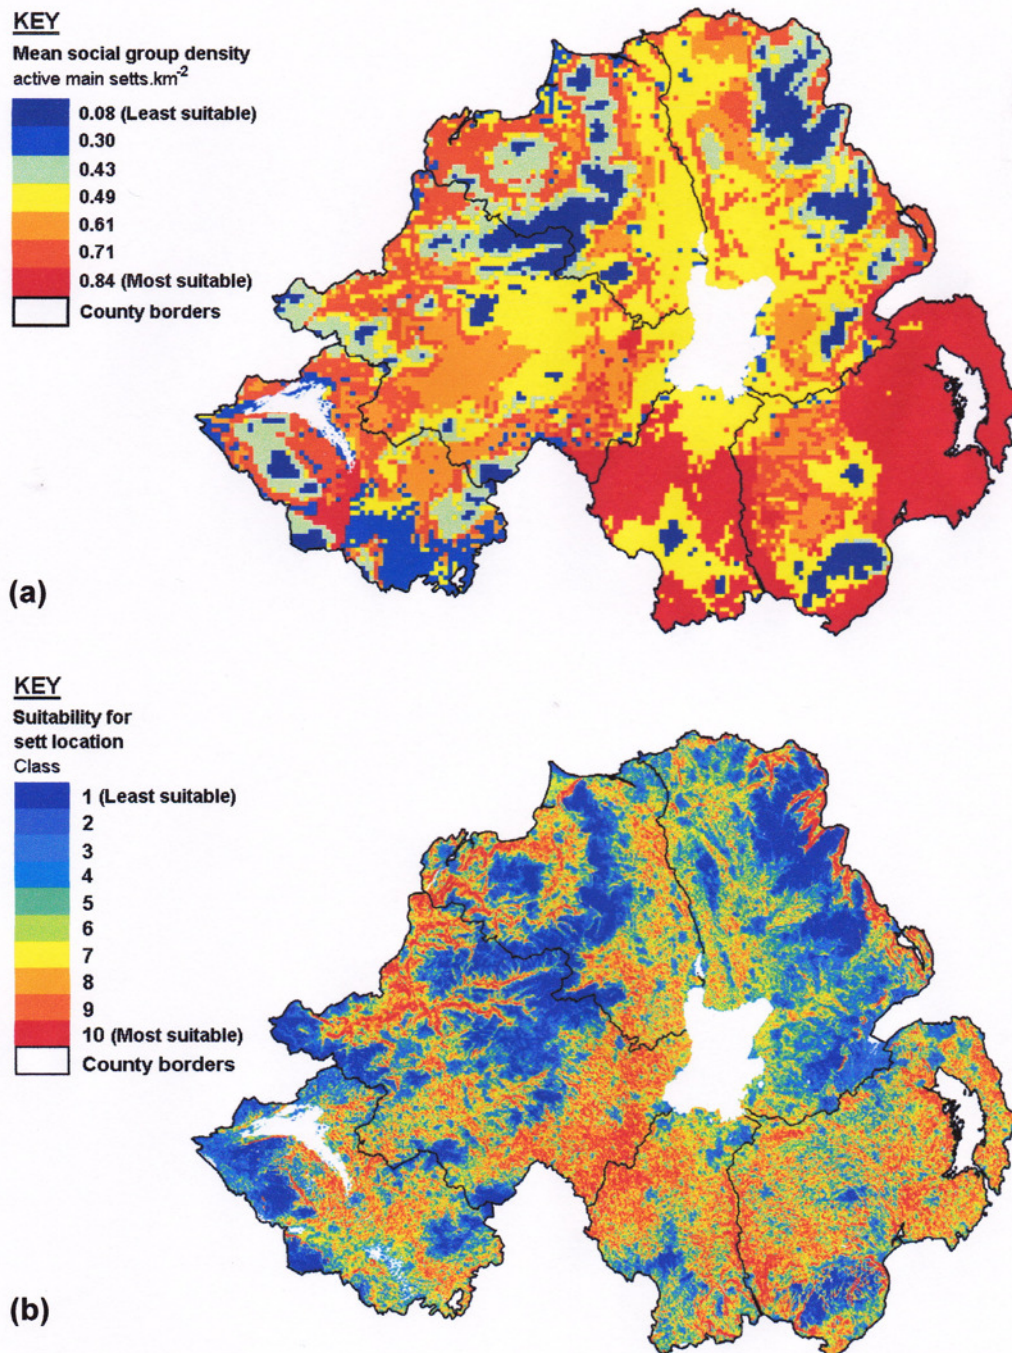 KEY
Mean social group density
active main setts.km-2
0.08 (Least suitable)
0.30
0.43
0.49
0.61
0.71
0.84 (Most suitable)
County borders
(a)
KEY
Suitability for
sett location
Class
1 (Least suitable)
2
3
4
5
6
7
8
9
10 (Most suitable)
County borders
(b)